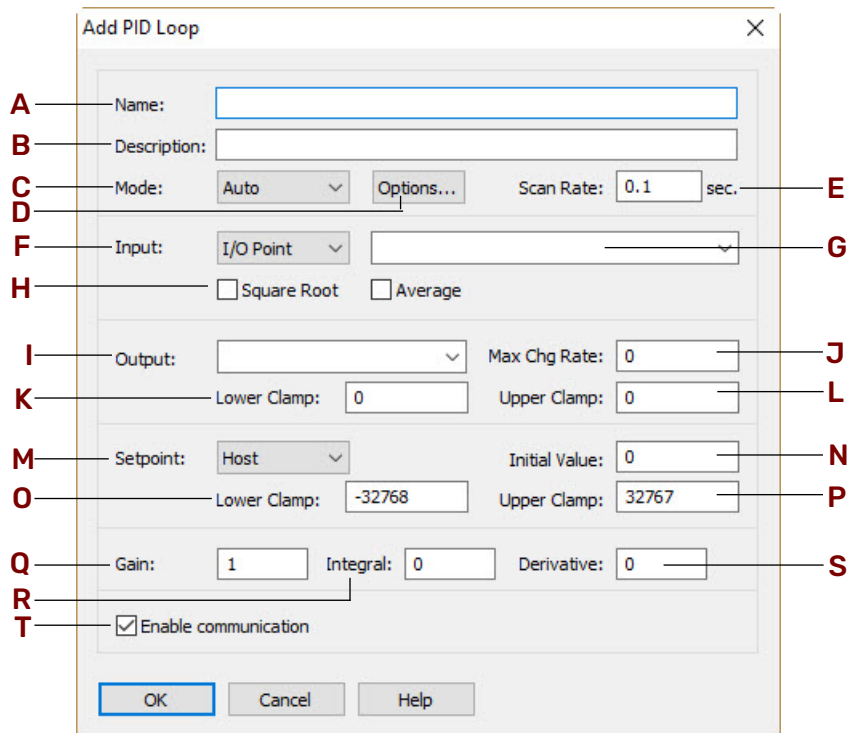 Add PID Loop
A Name:
B Description:
C Mode: Auto Options... Scan Rate: 0.1 sec. E
D
F Input: I/O Point G
H Square Root Average
I Output: Max Chg Rate: 0 J
K Lower Clamp: 0 Upper Clamp: 0 L
M Setpoint: Host Initial Value: 0 N
O Lower Clamp: -32768 Upper Clamp: 32767 P
Q Gain: 1 Integral: 0 Derivative: 0 S
R
T Enable communication
OK Cancel Help